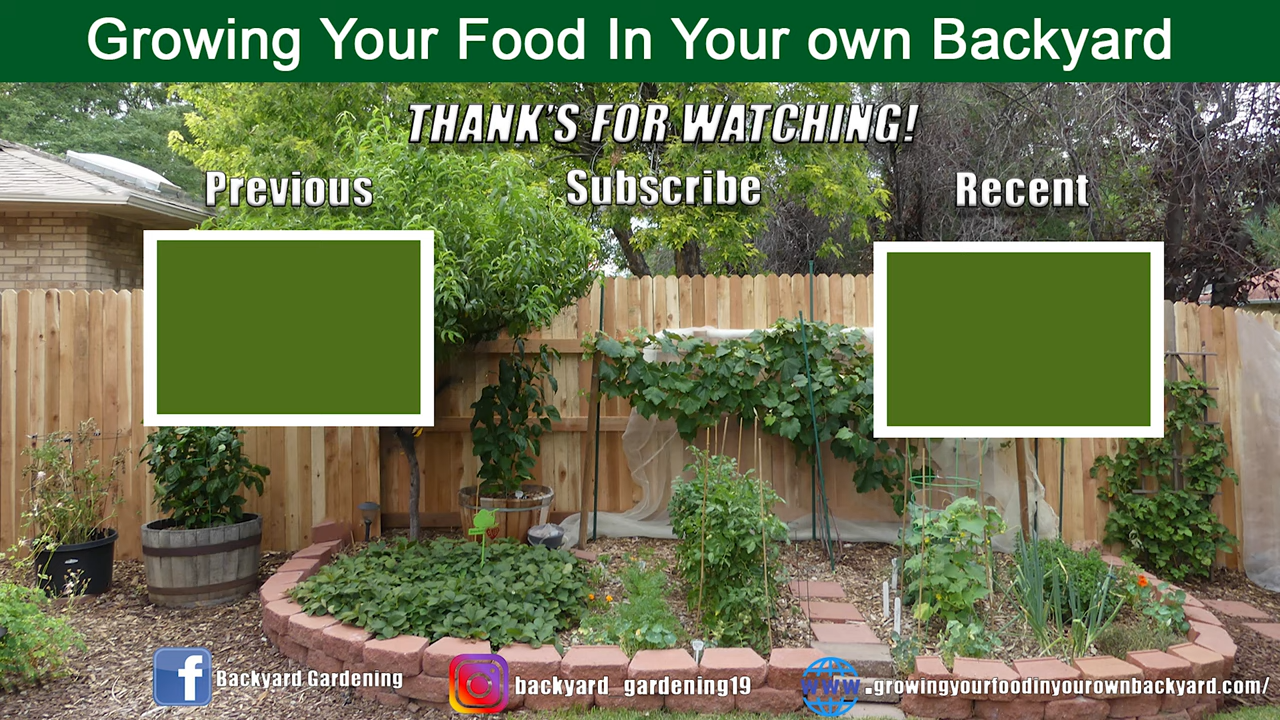 Growing Your Food In Your own Backyard
THANK'S FOR WATCHING!
Previous
Subscribe
Recent
f Backyard Gardening
backyard gardening19
www.growingyourfoodinyourownbackyard.com/